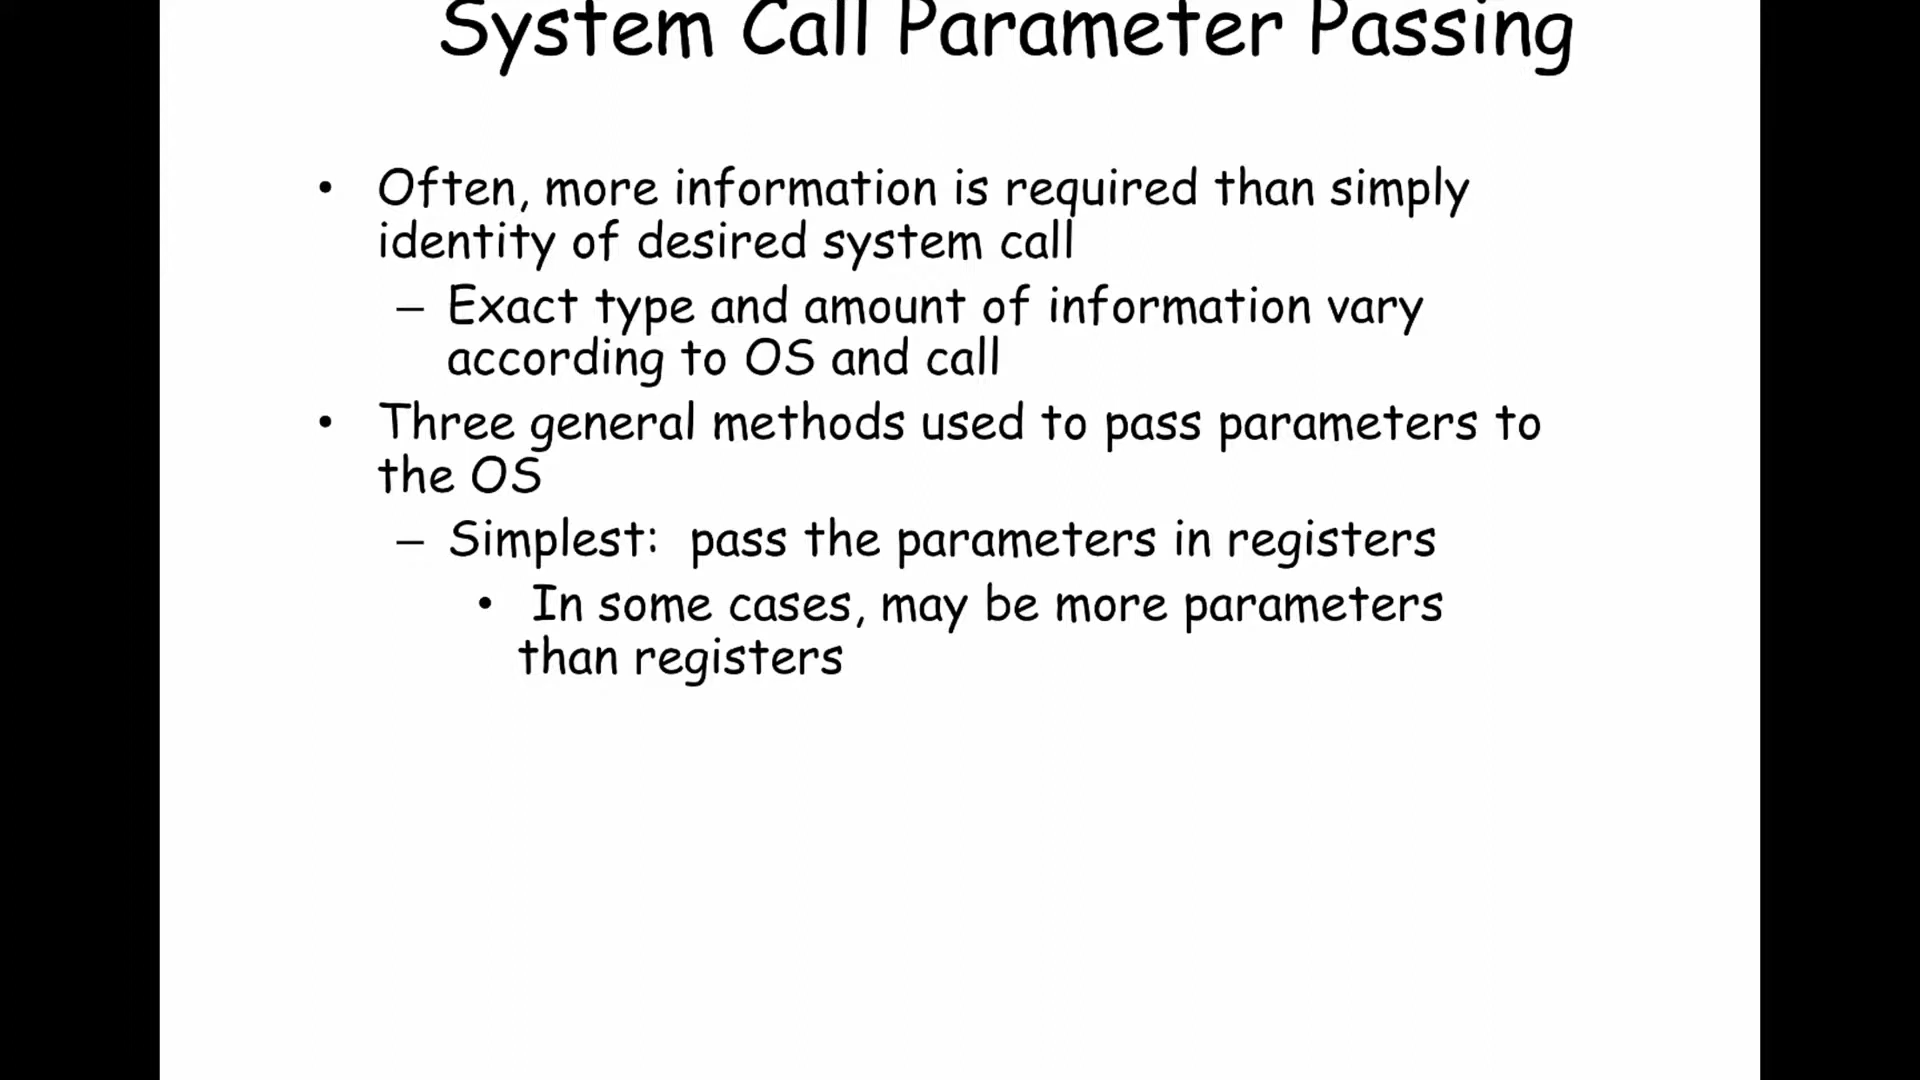 System Call Parameter Passing
• Often, more information is required than simply
identity of desired system call
– Exact type and amount of information vary
according to OS and call
• Three general methods used to pass parameters to
the OS
– Simplest: pass the parameters in registers
• In some cases, may be more parameters
than registers